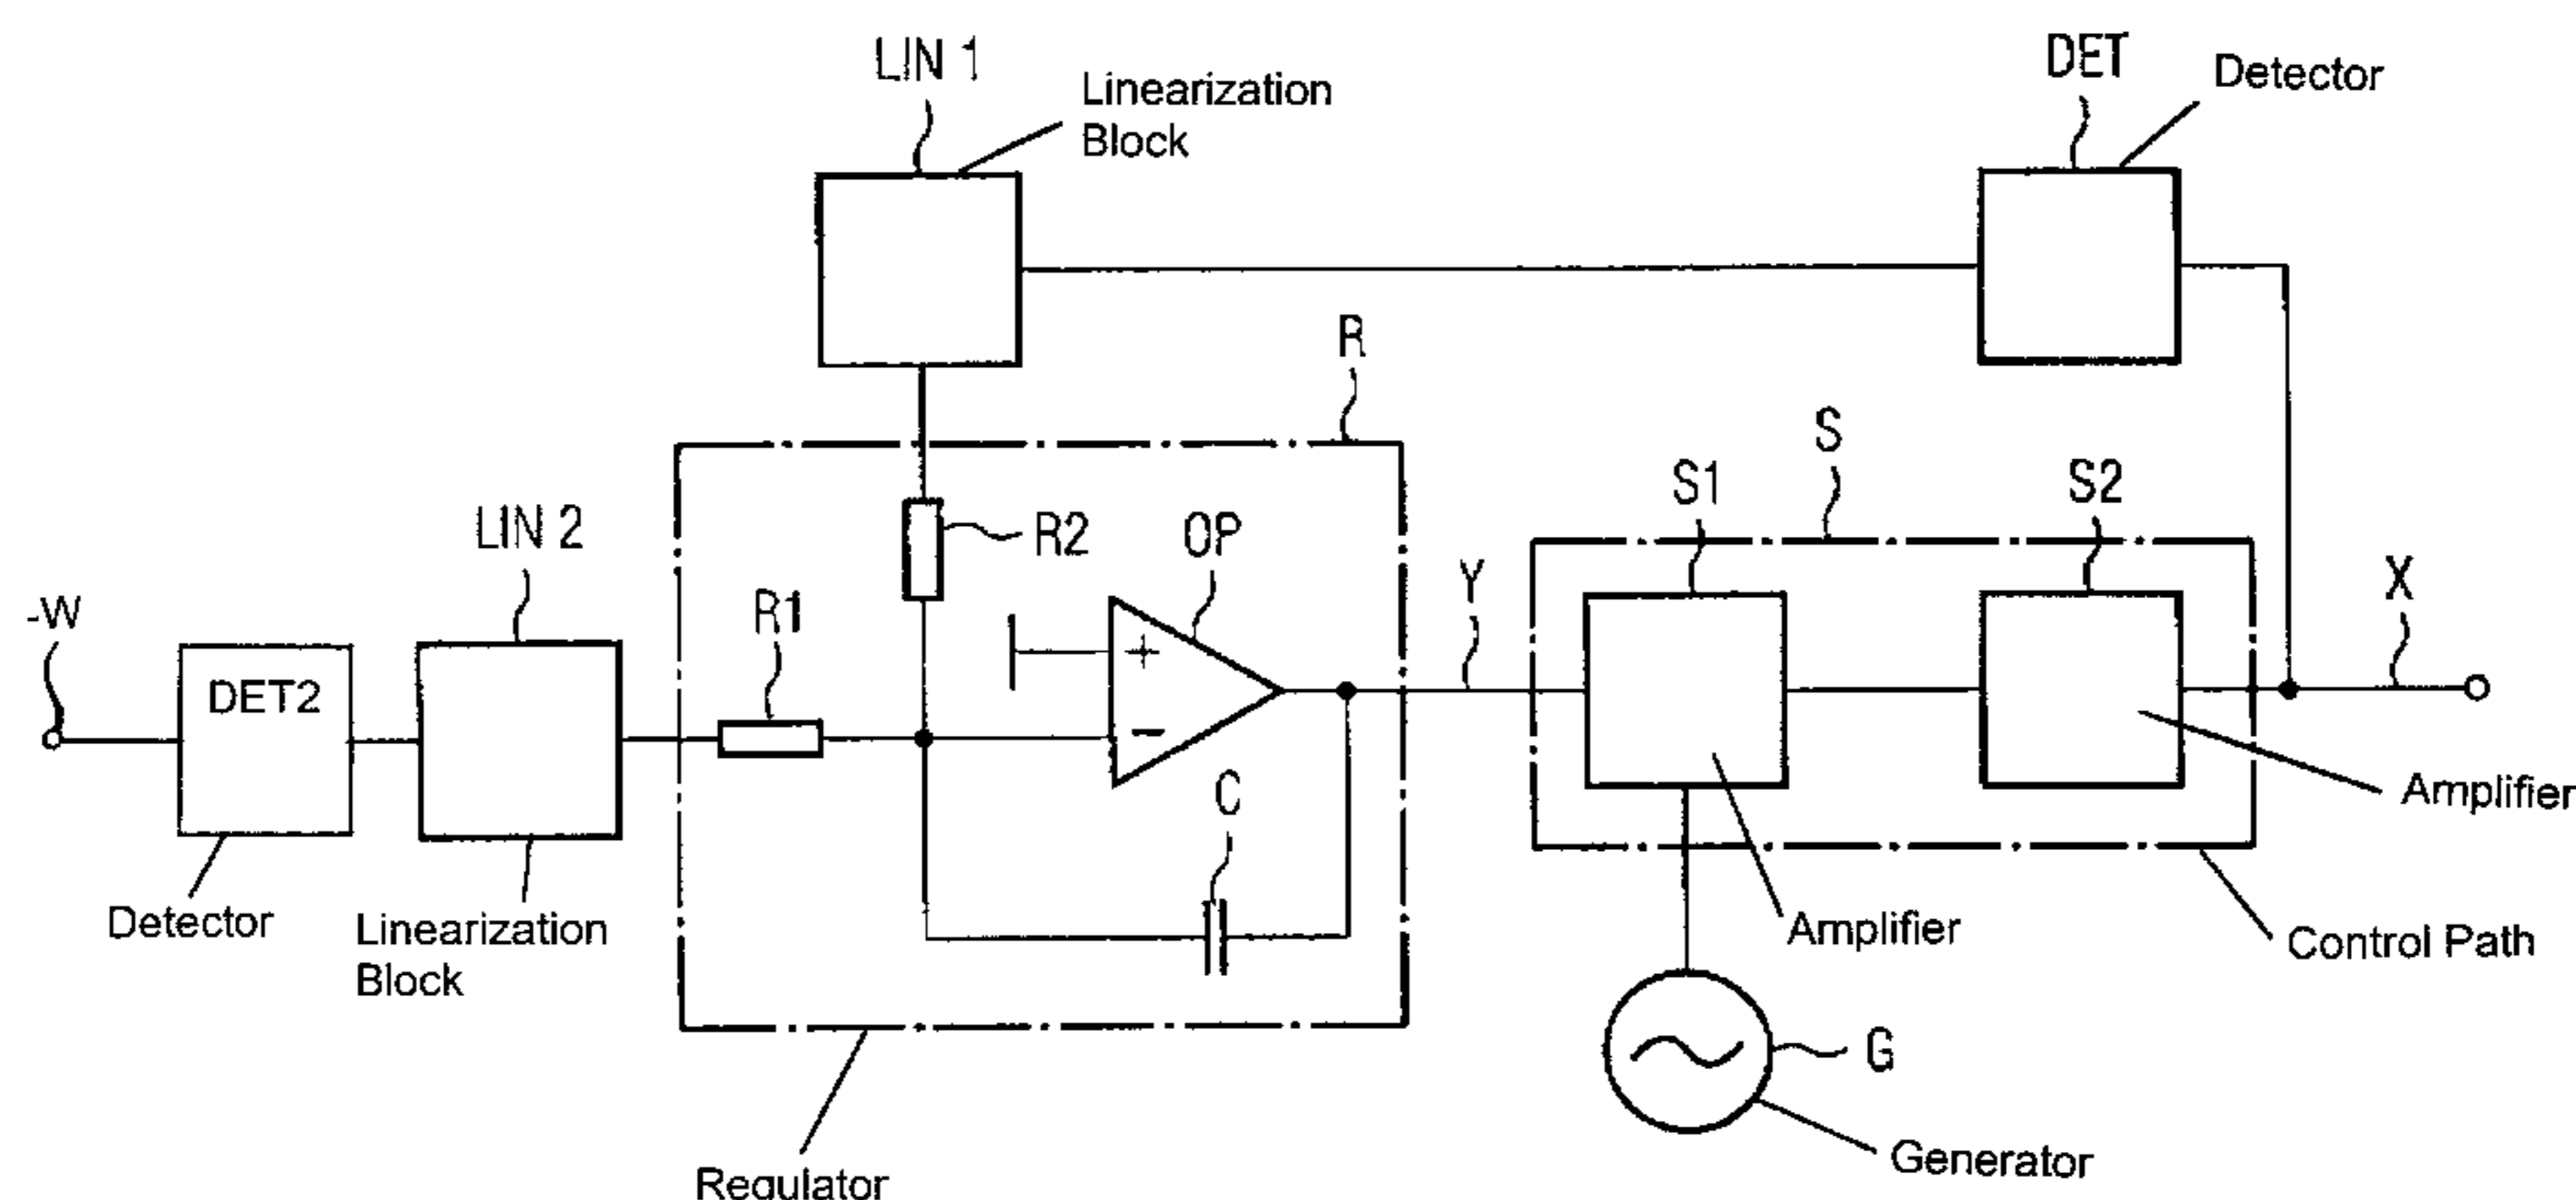 LIN 1
Linearization
Block
DET
Detector
R
S
S1
S2
LIN 2
R2
OP
Y
X
-W
R1
DET2
+
-
C
Amplifier
Amplifier
Detector
Linearization
Block
Control Path
G
Generator
Regulator